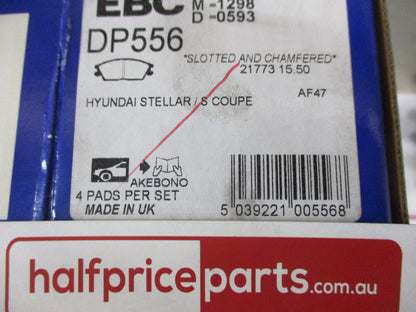 EBC M -1298
D -0593
DP556
*SLOTTED AND CHAMFERED*
21773 15.50
HYUNDAI STELLAR / S COUPE AF47
AKEBONO
4 PADS PER SET
MADE IN UK
5 039221 005568
halfpriceparts.com.au